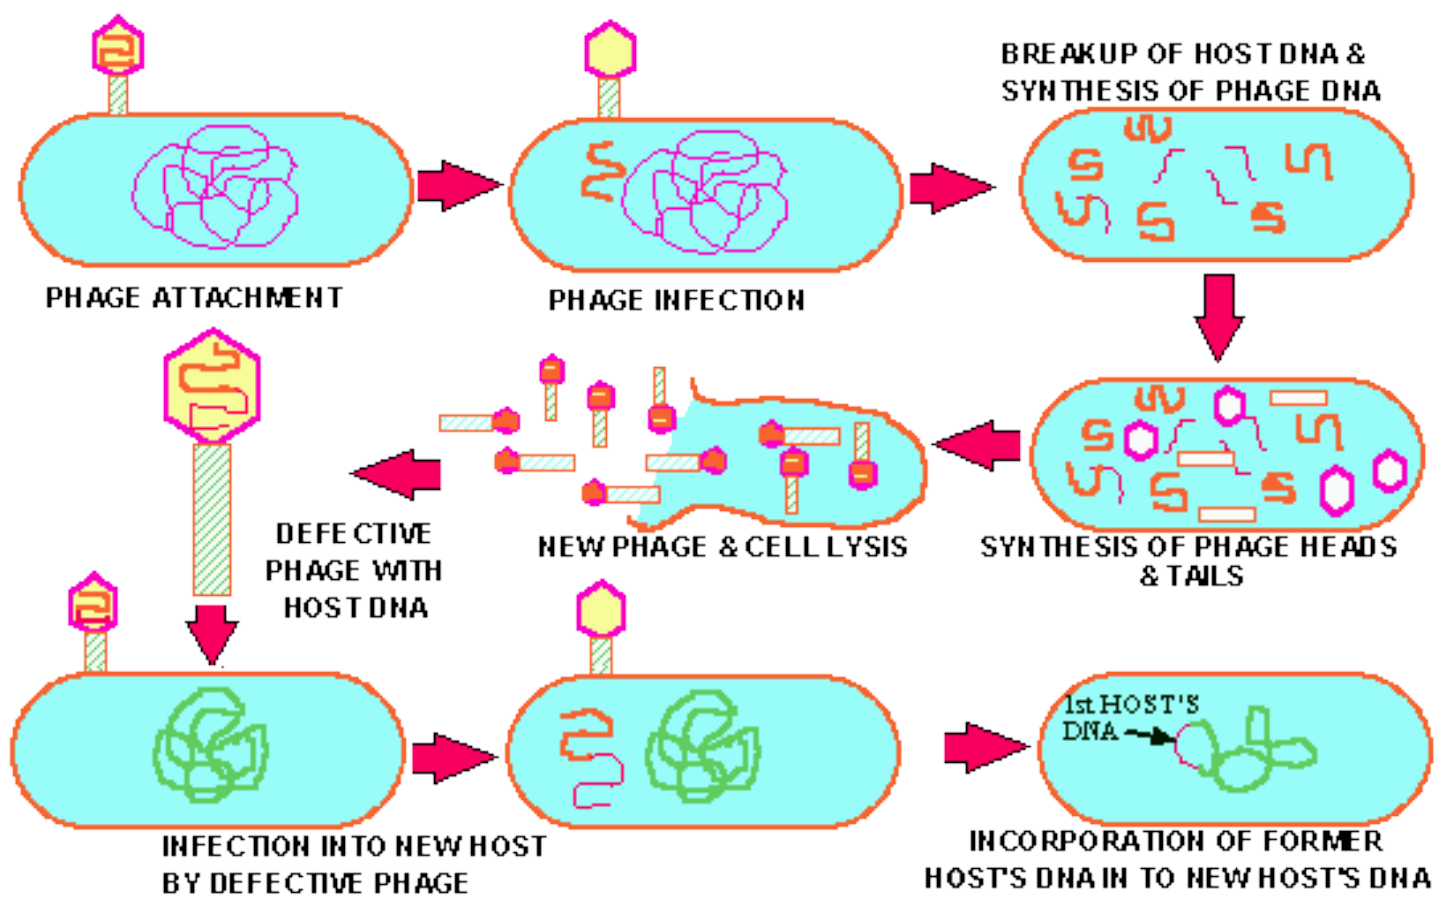 BREAKUP OF HOST DNA &
SYNTHESIS OF PHAGE DNA
PHAGE ATTACHMENT
PHAGE INFECTION
DEFECTIVE
PHAGE WITH
HOST DNA
NEW PHAGE & CELL LYSIS
SYNTHESIS OF PHAGE HEADS
& TAILS
1st HOST'S
DNA
INFECTION INTO NEW HOST
BY DEFECTIVE PHAGE
INCORPORATION OF FORMER
HOST'S DNA IN TO NEW HOST'S DNA